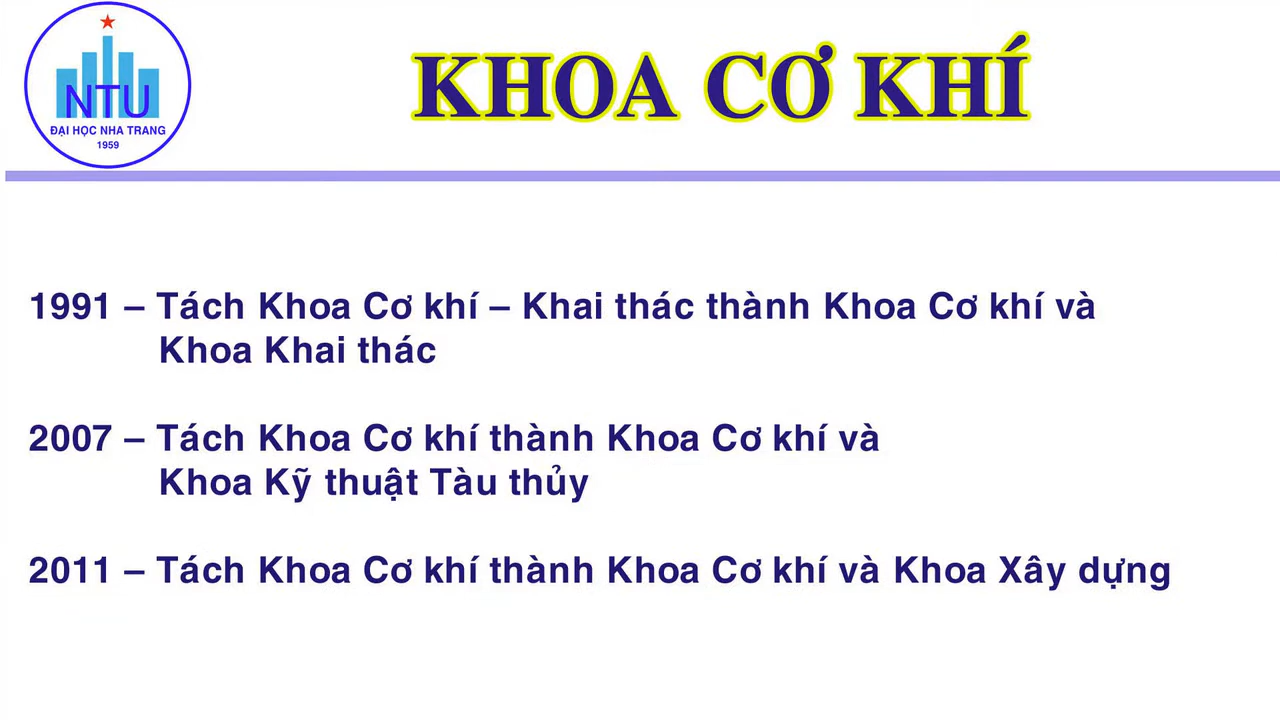 NTU
ĐẠI HỌC NHA TRANG
1959
KHOA CƠ KHÍ
1991 – Tách Khoa Cơ khí – Khai thác thành Khoa Cơ khí và
Khoa Khai thác
2007 – Tách Khoa Cơ khí thành Khoa Cơ khí và
Khoa Kỹ thuật Tàu thủy
2011 – Tách Khoa Cơ khí thành Khoa Cơ khí và Khoa Xây dựng